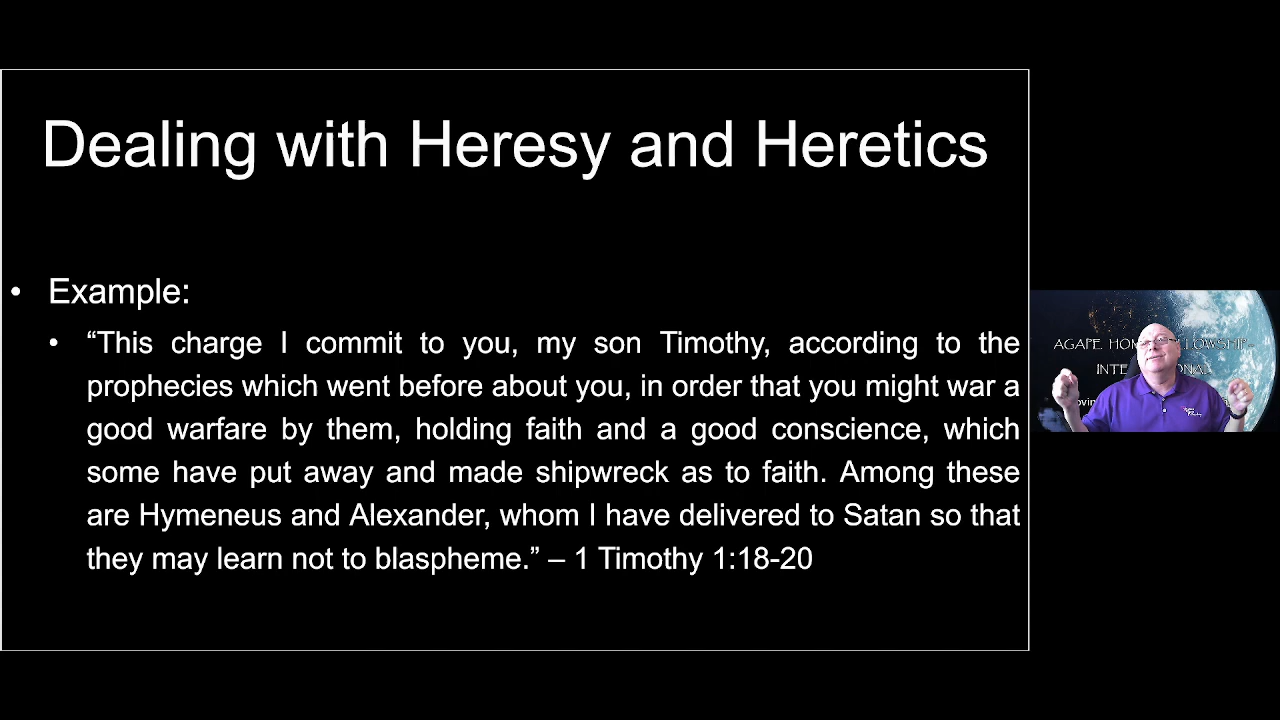 Dealing with Heresy and Heretics
• Example:
• “This charge I commit to you, my son Timothy, according to the
prophecies which went before about you, in order that you might war a
good warfare by them, holding faith and a good conscience, which
some have put away and made shipwreck as to faith. Among these
are Hymeneus and Alexander, whom I have delivered to Satan so that
they may learn not to blaspheme.” – 1 Timothy 1:18-20
AGAPE